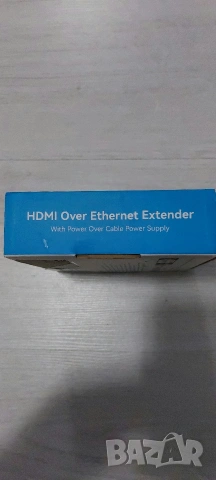 HDMI Over Ethernet Extender
With Power Over Cable Power Supply
BAZAR